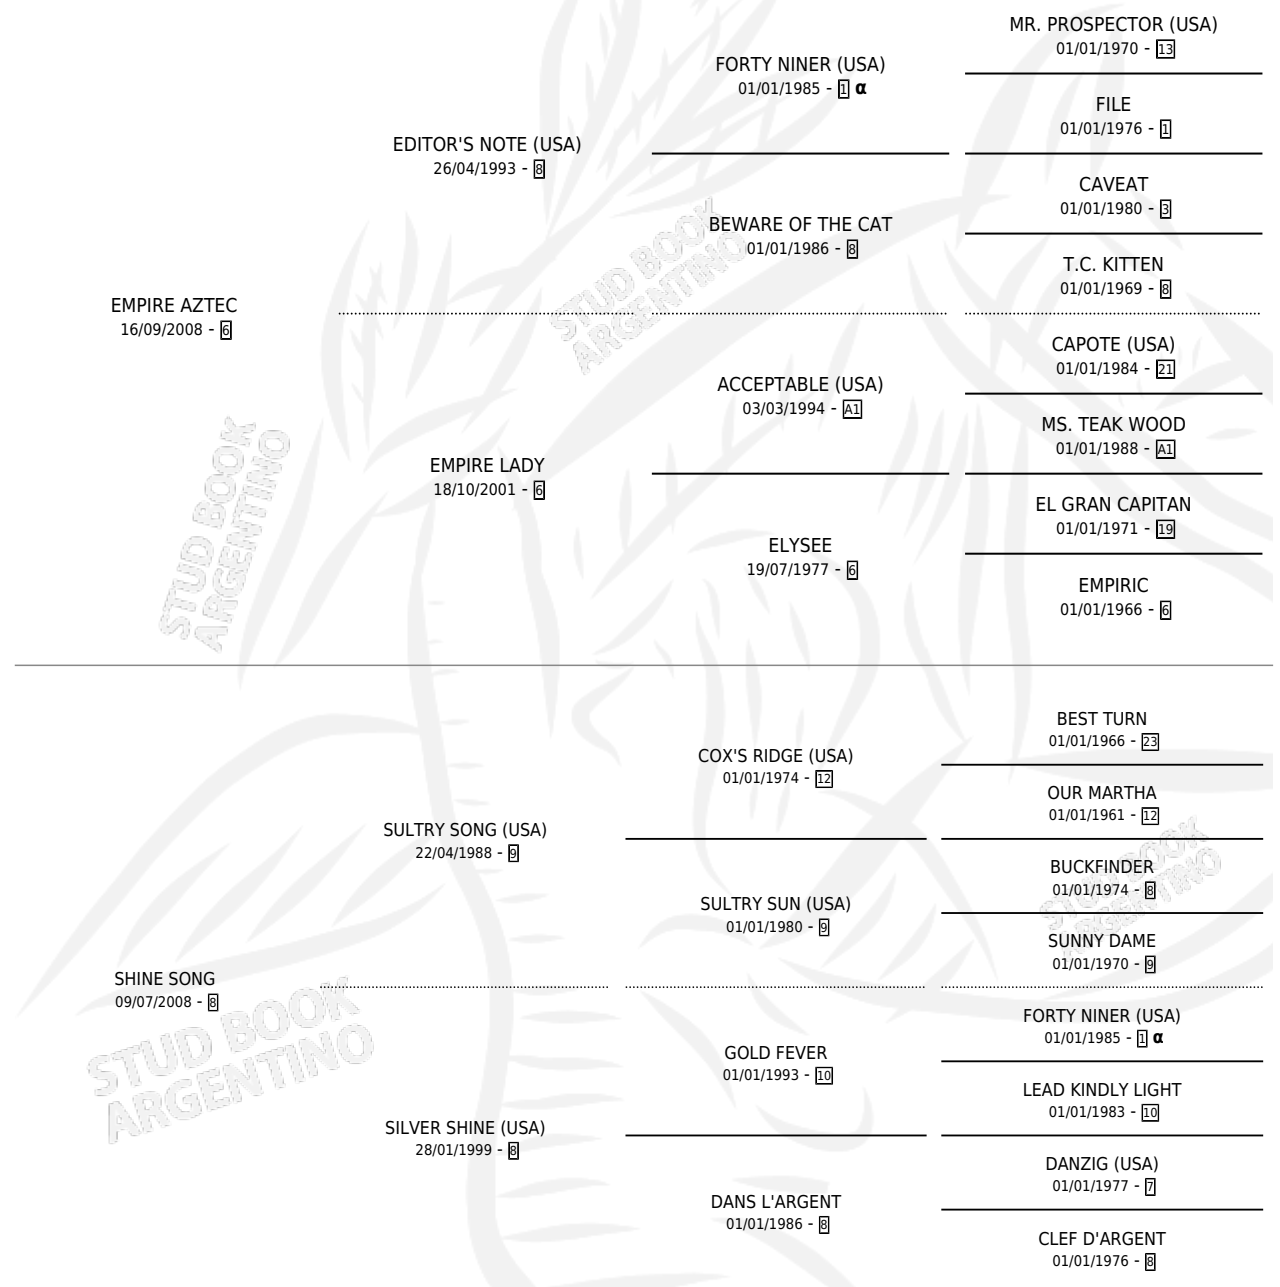 MR. PROSPECTOR (USA)
01/01/1970 - 13
FORTY NINER (USA)
01/01/1985 - 1 α
FILE
01/01/1976 - 1
EDITOR'S NOTE (USA)
26/04/1993 - 8
CAVEAT
01/01/1980 - 3
BEWARE OF THE CAT
01/01/1986 - 8
T.C. KITTEN
01/01/1969 - 8
EMPIRE AZTEC
16/09/2008 - 6
STUD BOOK
ARGENTINO
CAPOTE (USA)
01/01/1984 - 21
ACCEPTABLE (USA)
03/03/1994 - A1
MS. TEAK WOOD
01/01/1988 - A1
EMPIRE LADY
18/10/2001 - 6
EL GRAN CAPITAN
01/01/1971 - 19
ELYSEE
19/07/1977 - 6
EMPIRIC
01/01/1966 - 6
STUD BOOK
ARGENTINO
BEST TURN
01/01/1966 - 23
COX'S RIDGE (USA)
01/01/1974 - 12
OUR MARTHA
01/01/1961 - 12
SULTRY SONG (USA)
22/04/1988 - 9
BUCKFINDER
01/01/1974 - 8
SULTRY SUN (USA)
01/01/1980 - 9
SUNNY DAME
01/01/1970 - 9
STUD BOOK
ARGENTINO
SHINE SONG
09/07/2008 - 8
FORTY NINER (USA)
01/01/1985 - 1 α
GOLD FEVER
01/01/1993 - 10
LEAD KINDLY LIGHT
01/01/1983 - 10
STUD BOOK
ARGENTINO
SILVER SHINE (USA)
28/01/1999 - 8
DANZIG (USA)
01/01/1977 - 7
DANS L'ARGENT
01/01/1986 - 8
CLEF D'ARGENT
01/01/1976 - 8